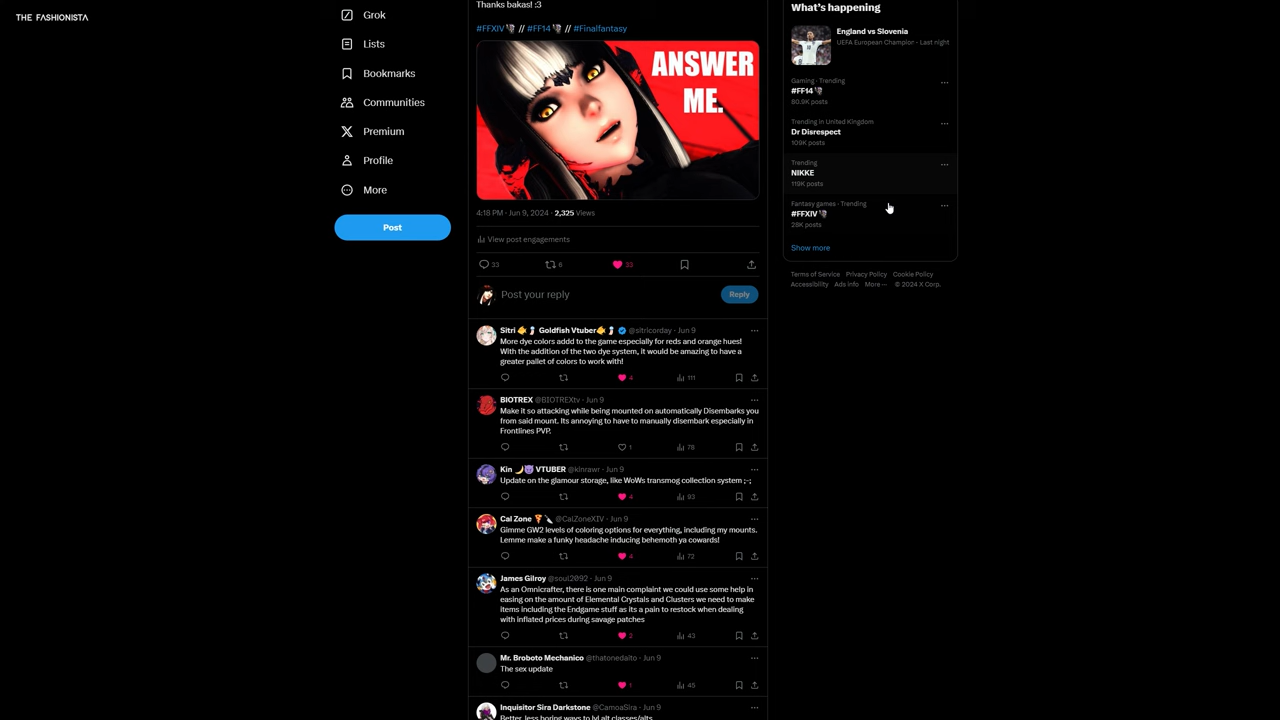 THE FASHIONISTA
Grok
Lists
Bookmarks
Communities
Premium
Profile
More
Post
Thanks bakas! :3
#FFXIV // #FF14 // #Finalfantasy
ANSWER
ME.
4:18 PM · Jun 9, 2024 · 2,325 Views
View post engagements
33 6 33
Post your reply
Reply
Sitri Goldfish Vtuber @sitricorday · Jun 9
More dye colors addd to the game especially for reds and orange hues!
With the addition of the two dye system, it would be amazing to have a
greater pallet of colors to work with!
4 111
BIOTREX @BIOTREXtv · Jun 9
Make it so attacking while being mounted on automatically Disembarks you
from said mount. Its annoying to have to manually disembark especially in
Frontlines PVP.
1 78
Kin VTUBER @kinrawr · Jun 9
Update on the glamour storage, like WoWs transmog collection system ;-;
4 93
Cal Zone @CalZoneXIV · Jun 9
Gimme GW2 levels of coloring options for everything, including my mounts.
Lemme make a funky headache inducing behemoth ya cowards!
4 72
James Gilroy @soul2092 · Jun 9
As an Omnicrafter, there is one main complaint we could use some help in
easing on the amount of Elemental Crystals and Clusters we need to make
items including the Endgame stuff as its a pain to restock when dealing
with inflated prices during savage patches
2 43
Mr. Broboto Mechanico @thatonedaito · Jun 9
The sex update
1 45
Inquisitor Sira Darkstone @CamoaSira · Jun 9
Better, less boring ways to lvl alt classes/alts
What's happening
England vs Slovenia
UEFA European Champion · Last night
Gaming · Trending
#FF14
80.9K posts
Trending in United Kingdom
Dr Disrespect
109K posts
Trending
NIKKE
119K posts
Fantasy games · Trending
#FFXIV
28K posts
Show more
Terms of Service Privacy Policy Cookie Policy
Accessibility Ads info More ··· © 2024 X Corp.